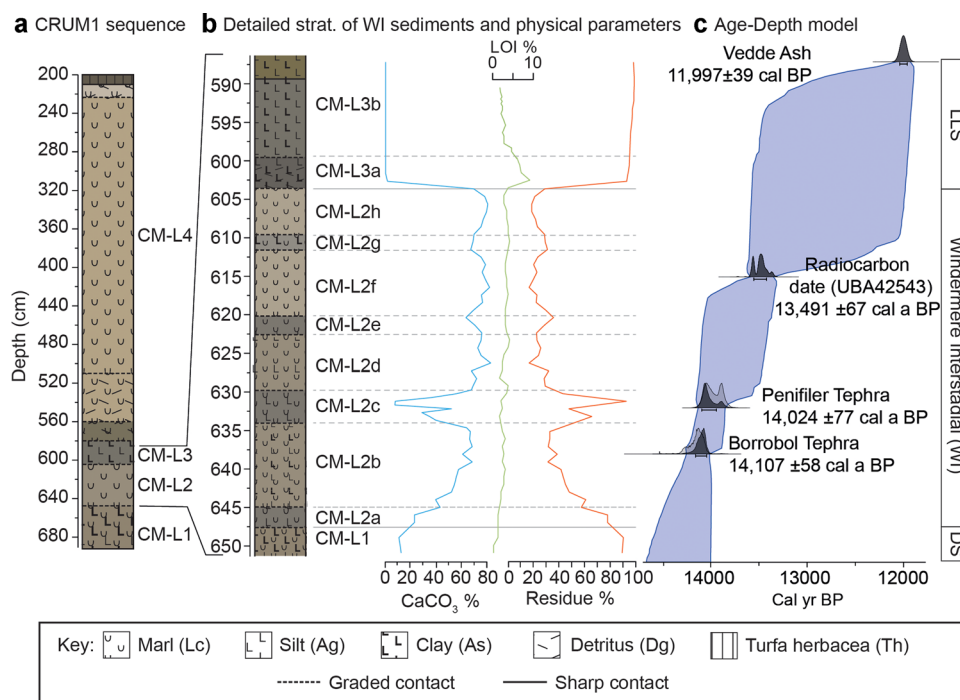 a CRUM1 sequence
b Detailed strat. of WI sediments and physical parameters
c Age-Depth model
LOI %
0 10
Vedde Ash
11,997±39 cal BP
Depth (cm)
200
240
280
320
360
400
440
480
520
560
600
640
680
CM-L4
CM-L3
CM-L2
CM-L1
590
595
600
605
610
615
620
625
630
635
640
645
650
CM-L3b
CM-L3a
CM-L2h
CM-L2g
CM-L2f
CM-L2e
CM-L2d
CM-L2c
CM-L2b
CM-L2a
CM-L1
Radiocarbon
date (UBA42543)
13,491 ±67 cal a BP
Penifiler Tephra
14,024 ±77 cal a BP
Borrobol Tephra
14,107 ±58 cal a BP
LLS
Windermere Interstadial (WI)
DS
0 20 40 60 80
CaCO3 %
0 20 40 60 80 100
Residue %
14000 13000 12000
Cal yr BP
Key: Marl (Lc) Silt (Ag) Clay (As) Detritus (Dg) Turfa herbacea (Th)
Graded contact Sharp contact